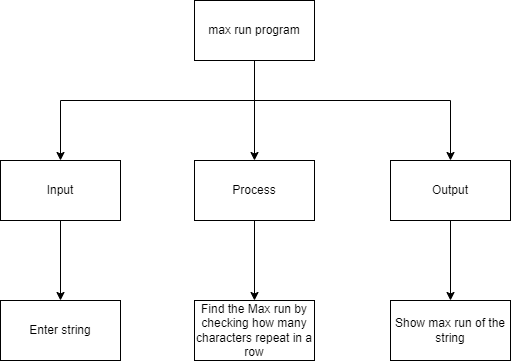 max run program
Input
Process
Output
Enter string
Find the Max run by
checking how many
characters repeat in a
row
Show max run of the
string